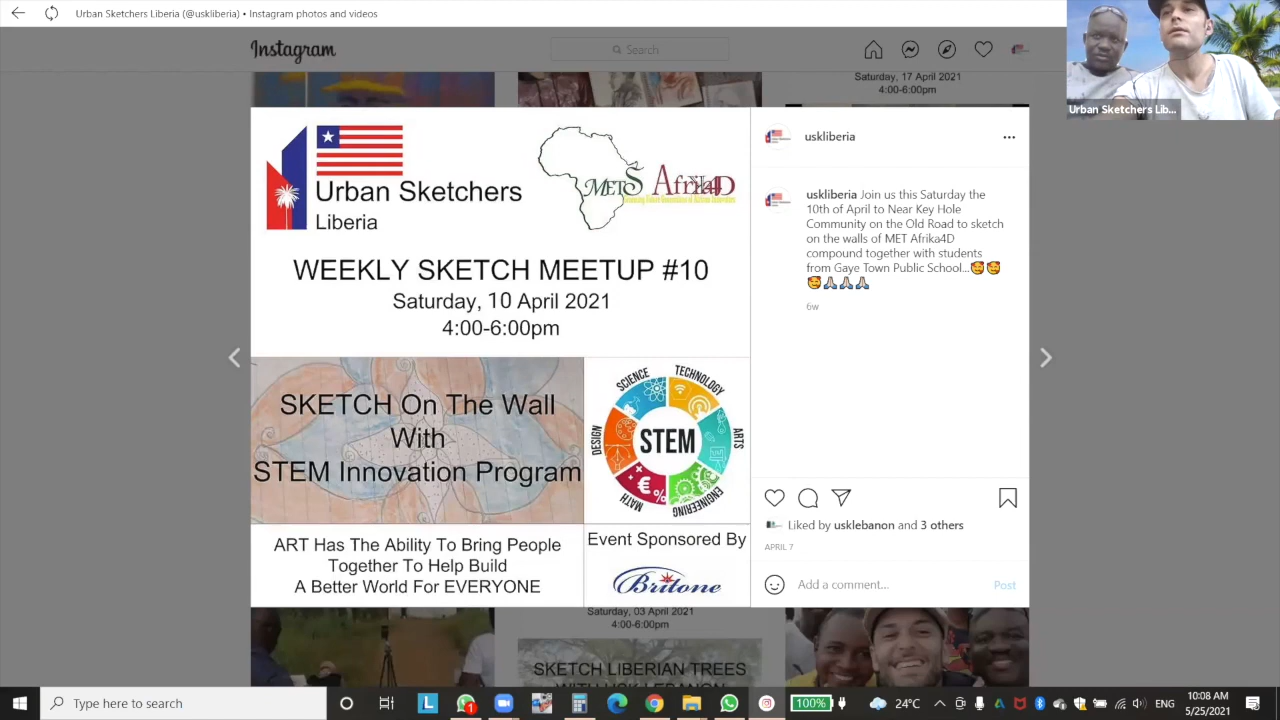 Urban Sketchers Liberia (@uskliberia) • Instagram photos and videos
Instagram
Search
Saturday, 17 April 2021
4:00-6:00pm
Urban Sketchers Lib...
Urban Sketchers
Liberia
METS Afrika4D
WEEKLY SKETCH MEETUP #10
Saturday, 10 April 2021
4:00-6:00pm
SKETCH On The Wall
With
STEM Innovation Program
SCIENCE
TECHNOLOGY
ARTS
ENGINEERING
MATH
DESIGN
STEM
€ %
ART Has The Ability To Bring People
Together To Help Build
A Better World For EVERYONE
Event Sponsored By
Britone
uskliberia
uskliberia Join us this Saturday the
10th of April to Near Key Hole
Community on the Old Road to sketch
on the walls of MET Afrika4D
compound together with students
from Gaye Town Public School...🥰🥰
🥰🙏🙏🙏
6w
Liked by usklebanon and 3 others
APRIL 7
Add a comment...
Post
Saturday, 03 April 2021
4:00-6:00pm
SKETCH LIBERIAN TREES
WITH USK LEBANON
Type here to search
L
1
100%
24°C
ENG
10:08 AM
5/25/2021